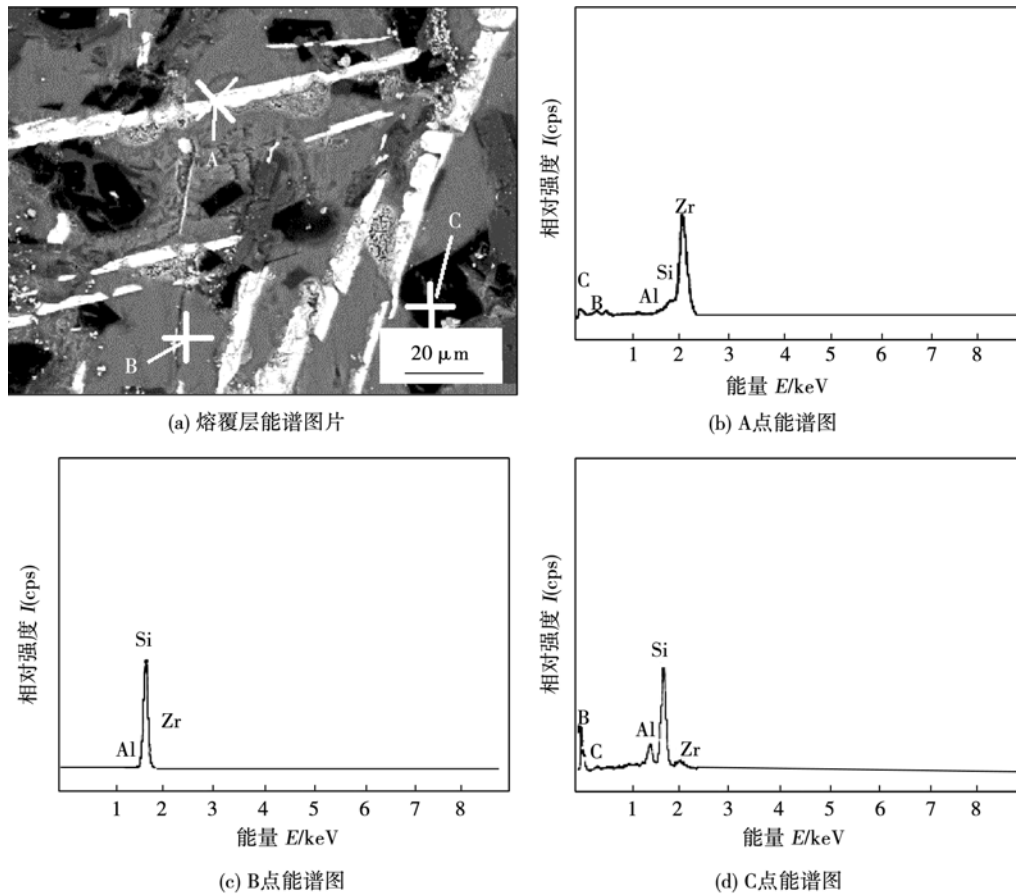 A
B
C
20 μm
(a) 熔覆层能谱图片
相对强度 I(cps)
C
B
Al
Si
Zr
1 2 3 4 5 6 7 8
能量 E/keV
(b) A点能谱图
相对强度 I(cps)
Al
Si
Zr
1 2 3 4 5 6 7 8
能量 E/keV
(c) B点能谱图
相对强度 I(cps)
B
C
Al
Si
Zr
1 2 3 4 5 6 7 8
能量 E/keV
(d) C点能谱图